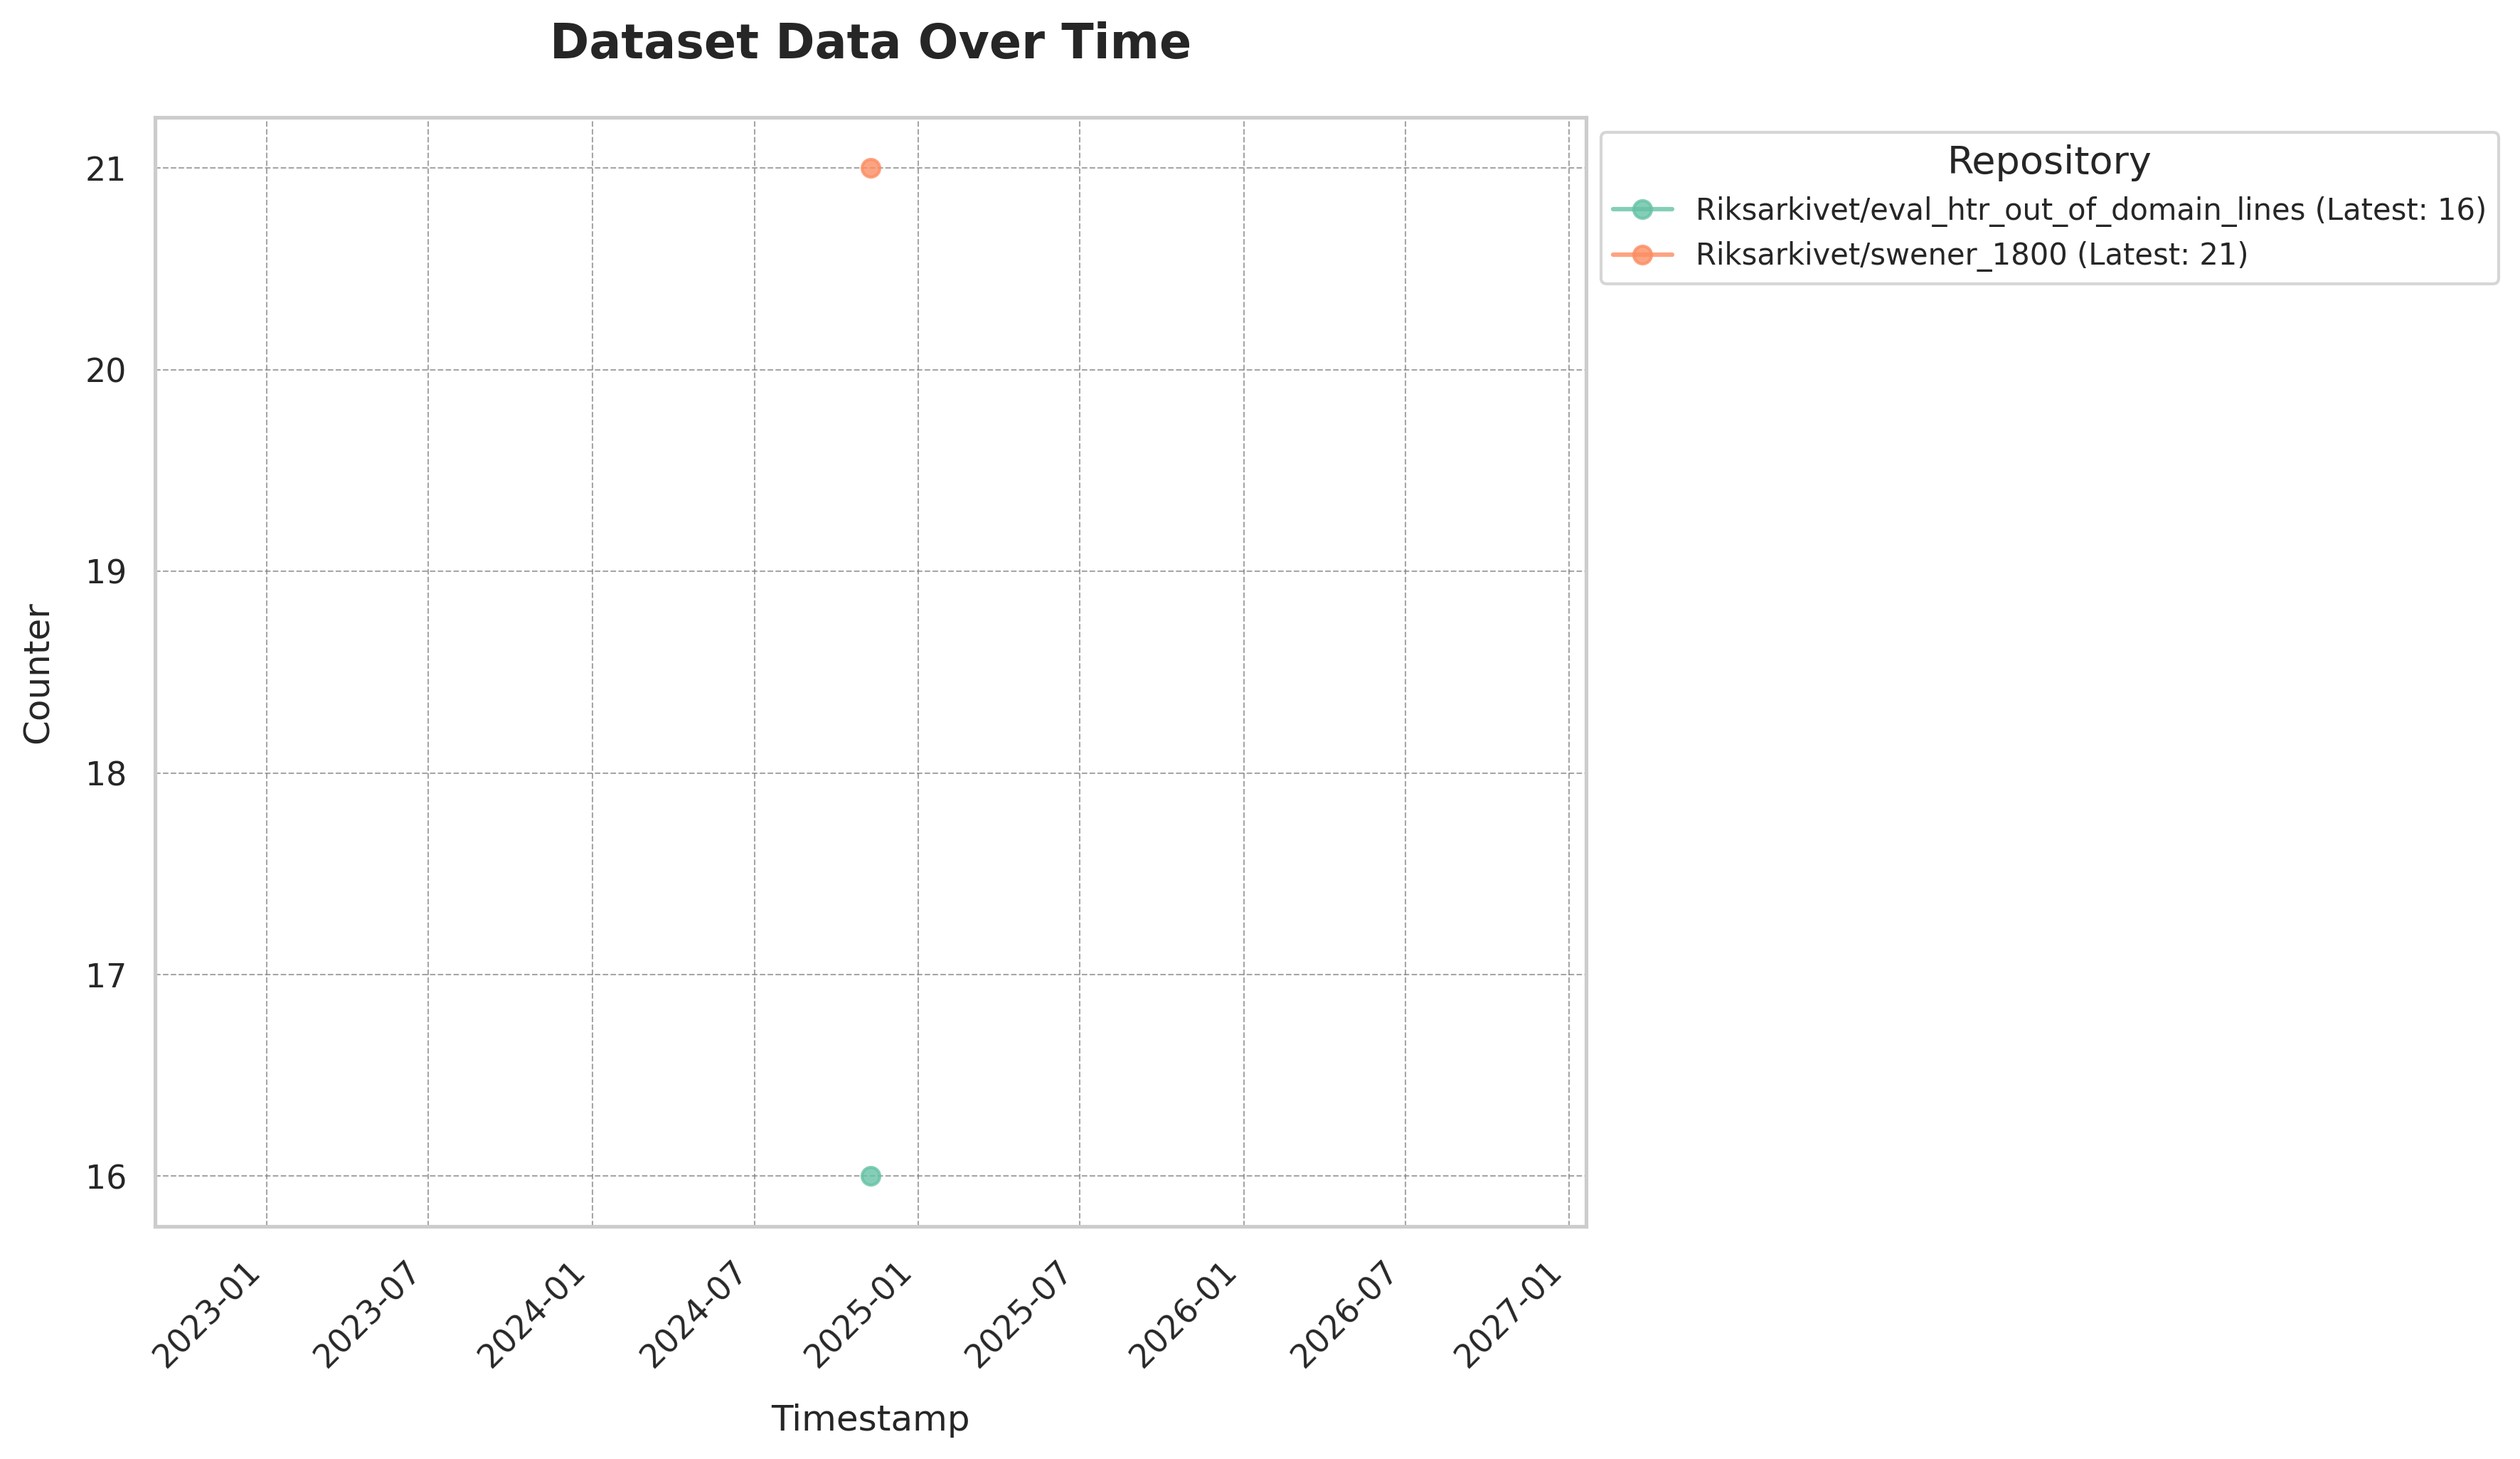 Dataset Data Over Time
Repository
Riksarkivet/eval_htr_out_of_domain_lines (Latest: 16)
Riksarkivet/swener_1800 (Latest: 21)
21
20
19
18
17
16
Counter
2023-01
2023-07
2024-01
2024-07
2025-01
2025-07
2026-01
2026-07
2027-01
Timestamp